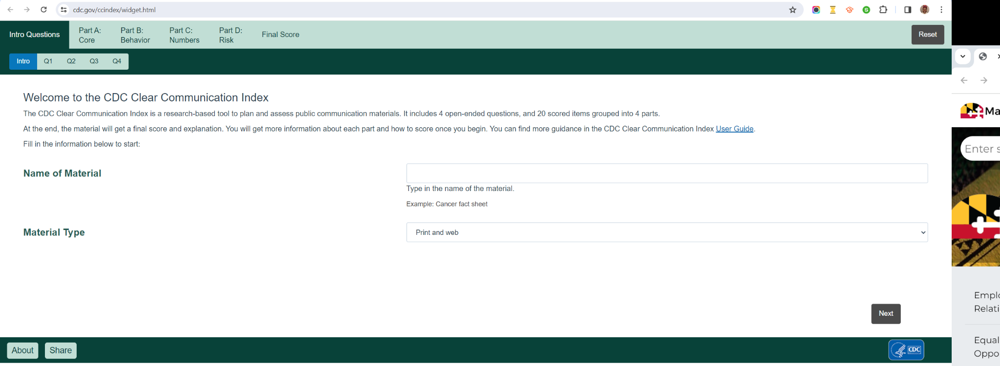 cdc.gov/ccindex/widget.html
Intro Questions
Part A:
Core
Part B:
Behavior
Part C:
Numbers
Part D:
Risk
Final Score
Reset
Intro
Q1
Q2
Q3
Q4
Welcome to the CDC Clear Communication Index
The CDC Clear Communication Index is a research-based tool to plan and assess public communication materials. It includes 4 open-ended questions, and 20 scored items grouped into 4 parts.
At the end, the material will get a final score and explanation. You will get more information about each part and how to score once you begin. You can find more guidance in the CDC Clear Communication Index User Guide.
Fill in the information below to start:
Name of Material
Type in the name of the material.
Example: Cancer fact sheet
Material Type
Print and web
Next
About
Share
CDC
Ma
Enter s
Emplo
Relati
Equal
Oppo